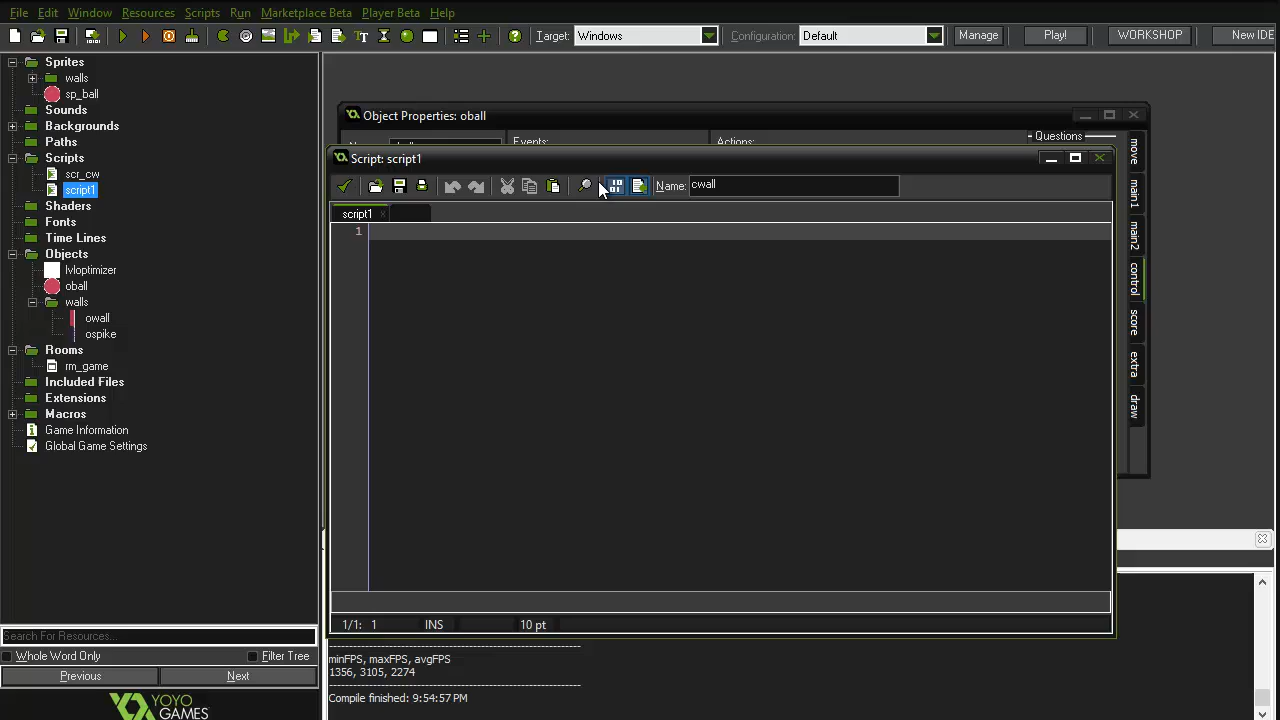 File Edit Window Resources Scripts Run Marketplace Beta Player Beta Help
Target: Windows Configuration: Default Manage Play! WORKSHOP New IDE
Sprites
walls
sp_ball
Sounds
Backgrounds
Paths
Scripts
scr_cw
script1
Shaders
Fonts
Time Lines
Objects
lvloptimizer
oball
walls
owall
ospike
Rooms
rm_game
Included Files
Extensions
Macros
Game Information
Global Game Settings
Search For Resources...
Whole Word Only Filter Tree
Previous Next
YOYO
GAMES
Object Properties: oball
Events: Actions: Questions
move
main1
main2
control
score
extra
draw
Script: script1
Name: cwall
script1
1
1/1: 1 INS 10 pt
minFPS, maxFPS, avgFPS
1356, 3105, 2274
Compile finished: 9:54:57 PM